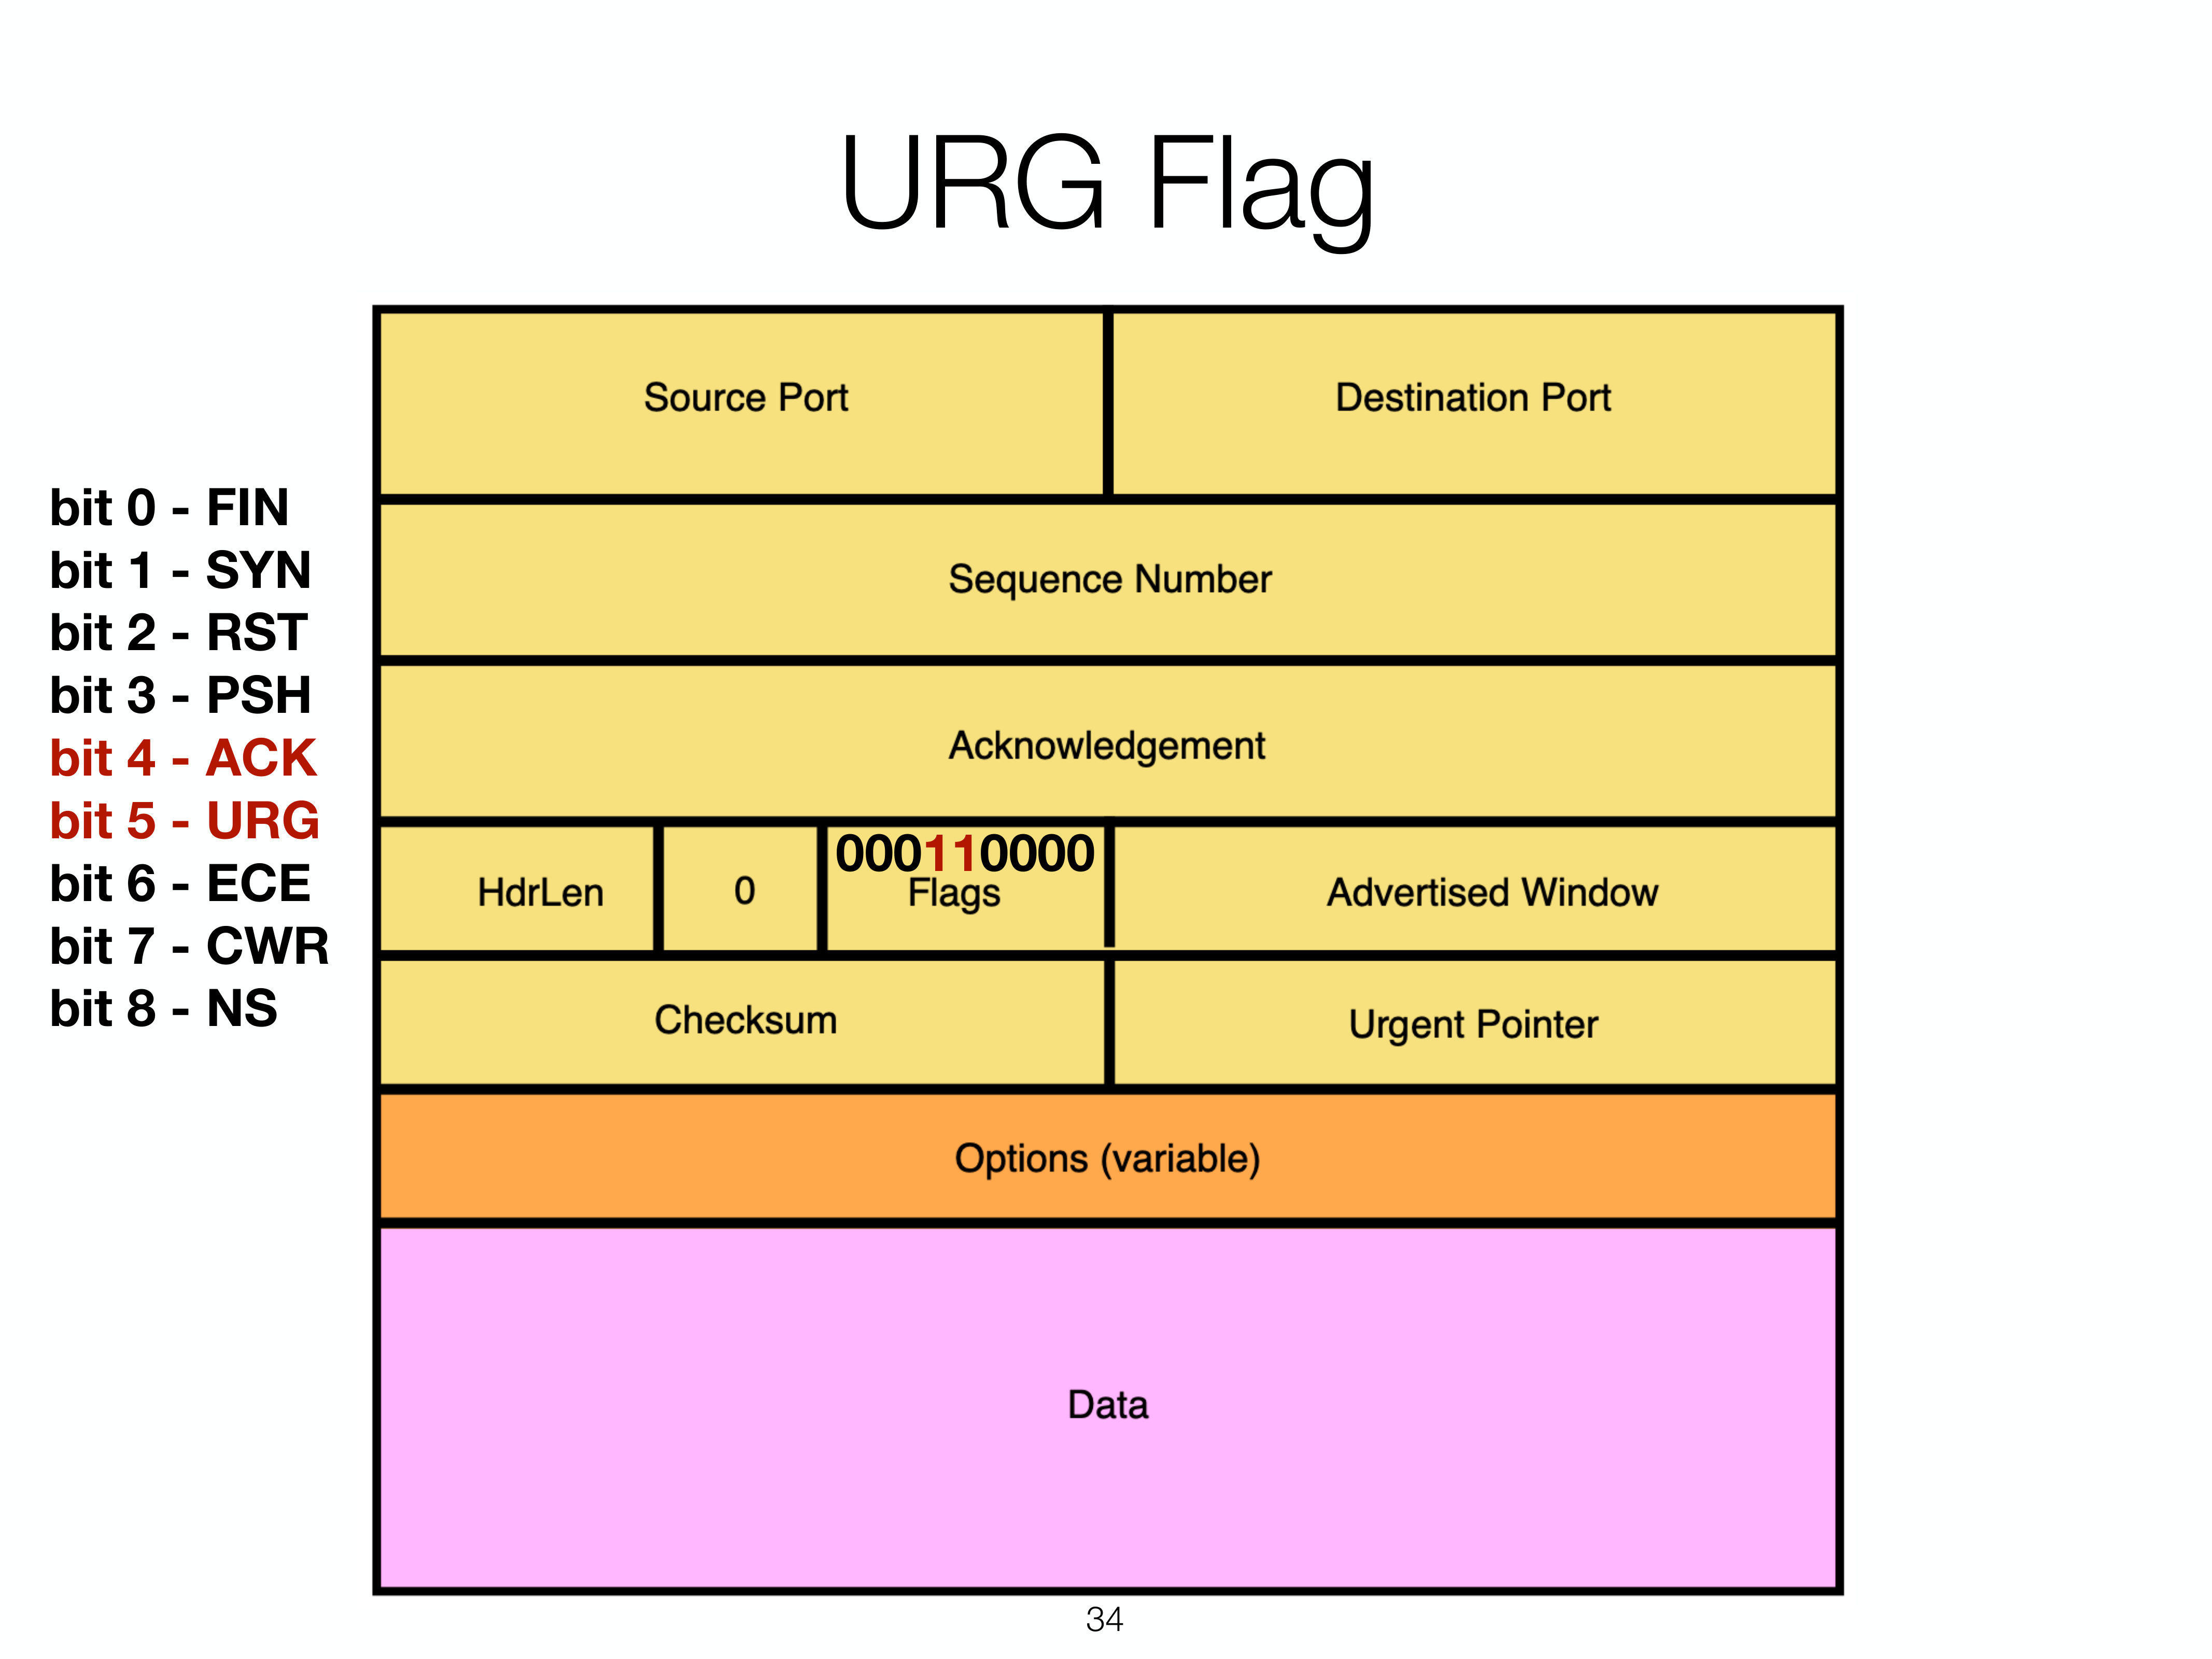 URG Flag
bit 0 - FIN
bit 1 - SYN
bit 2 - RST
bit 3 - PSH
bit 4 - ACK
bit 5 - URG
bit 6 - ECE
bit 7 - CWR
bit 8 - NS
Source Port
Destination Port
Sequence Number
Acknowledgement
HdrLen
0
000110000
Flags
Advertised Window
Checksum
Urgent Pointer
Options (variable)
Data
34